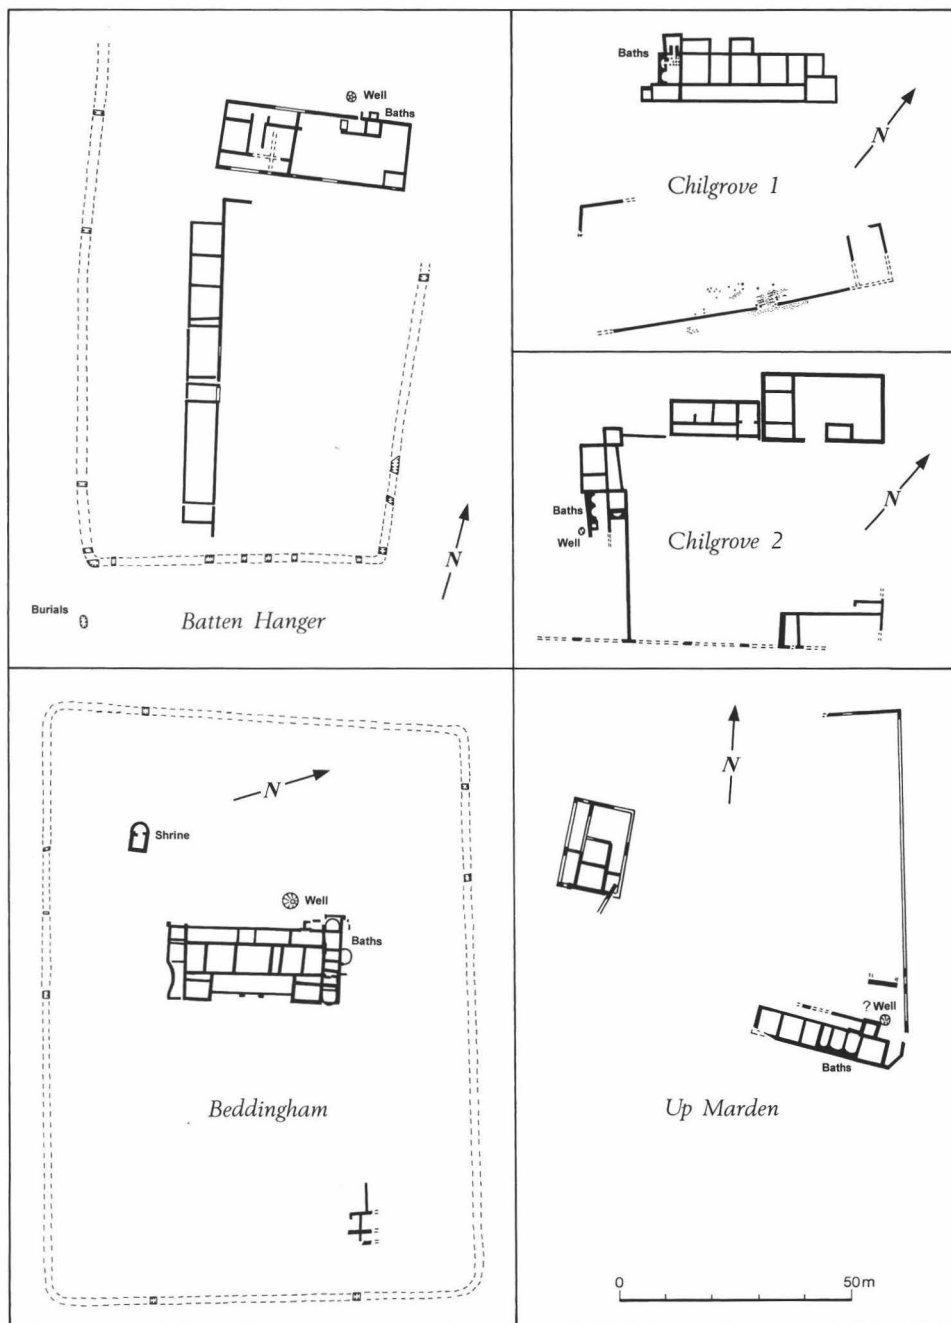 Well
Baths
N
Burials
Batten Hanger
Baths
N
Chilgrove 1
Baths
Well
N
Chilgrove 2
N
Shrine
Well
Baths
Beddingham
N
? Well
Baths
Up Marden
0 50m